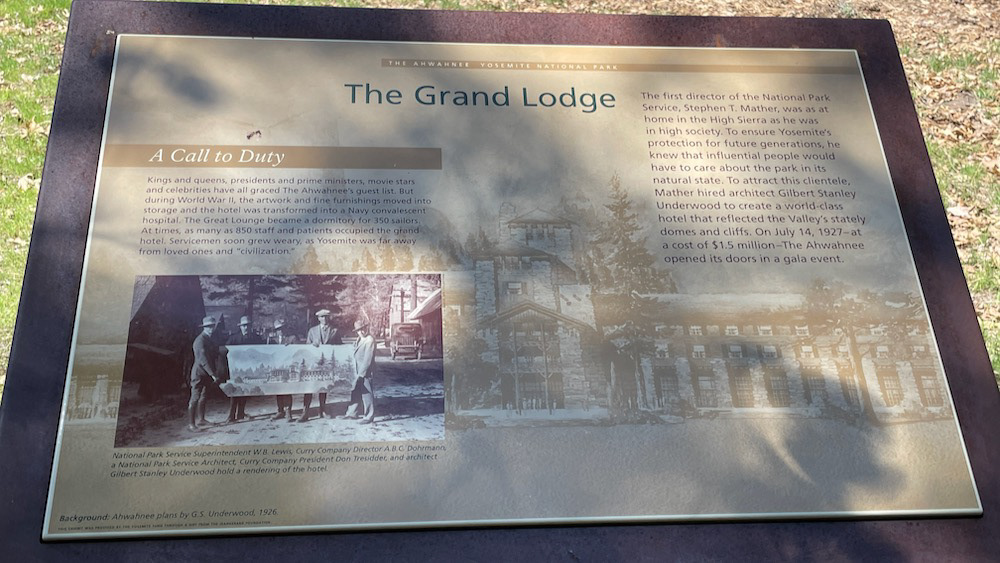 THE AHWAHNEE YOSEMITE NATIONAL PARK
The Grand Lodge
The first director of the National Park
Service, Stephen T. Mather, was as at
home in the High Sierra as he was
in high society. To ensure Yosemite's
protection for future generations, he
knew that influential people would
have to care about the park in its
natural state. To attract this clientele,
Mather hired architect Gilbert Stanley
Underwood to create a world-class
hotel that reflected the Valley's stately
domes and cliffs. On July 14, 1927–at
a cost of $1.5 million–The Ahwahnee
opened its doors in a gala event.
A Call to Duty
Kings and queens, presidents and prime ministers, movie stars
and celebrities have all graced The Ahwahnee's guest list. But
during World War II, the artwork and fine furnishings moved into
storage and the hotel was transformed into a Navy convalescent
hospital. The Great Lounge became a dormitory for 350 sailors.
At times, as many as 850 staff and patients occupied the grand
hotel. Servicemen soon grew weary, as Yosemite was far away
from loved ones and "civilization."
National Park Service Superintendent W.B. Lewis, Curry Company Director A.B.C. Dohrmann,
a National Park Service Architect, Curry Company President Don Tresidder, and architect
Gilbert Stanley Underwood hold a rendering of the hotel.
Background: Ahwahnee plans by G.S. Underwood, 1926.